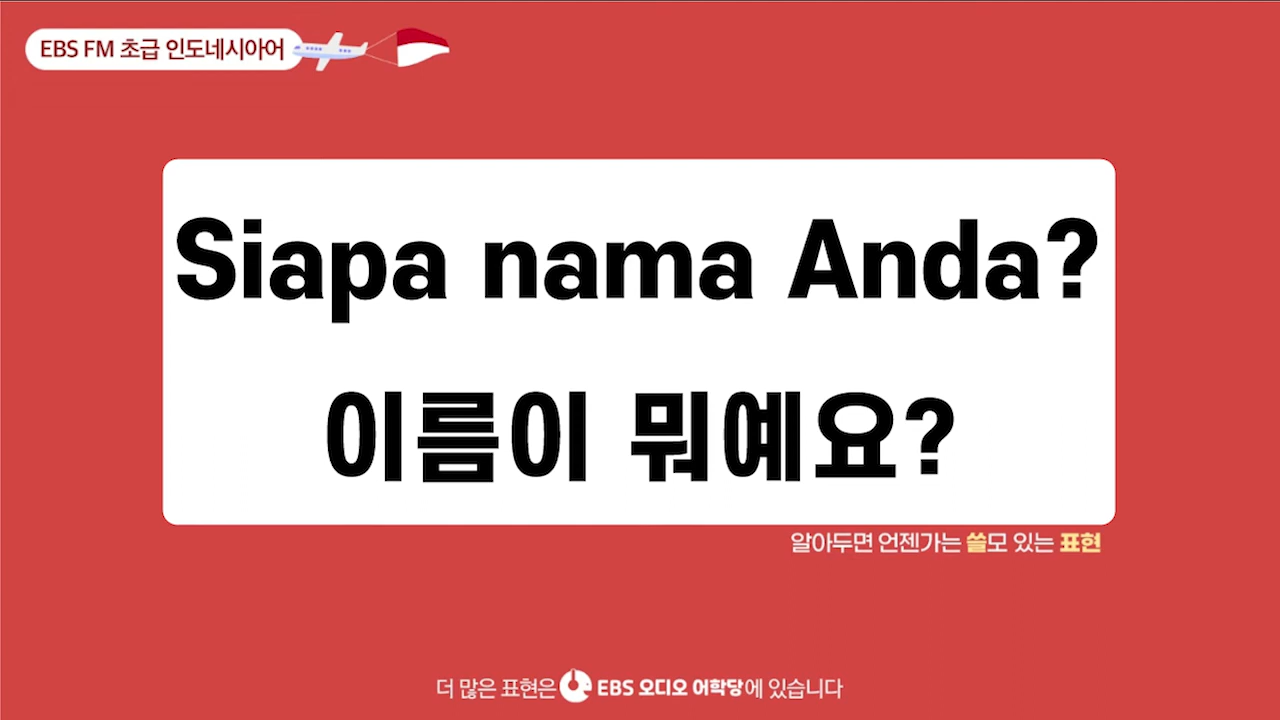 EBS FM 초급 인도네시아어
Siapa nama Anda?
이름이 뭐예요?
알아두면 언젠가는 쓸모 있는 표현
더 많은 표현은 EBS 오디오 어학당에 있습니다